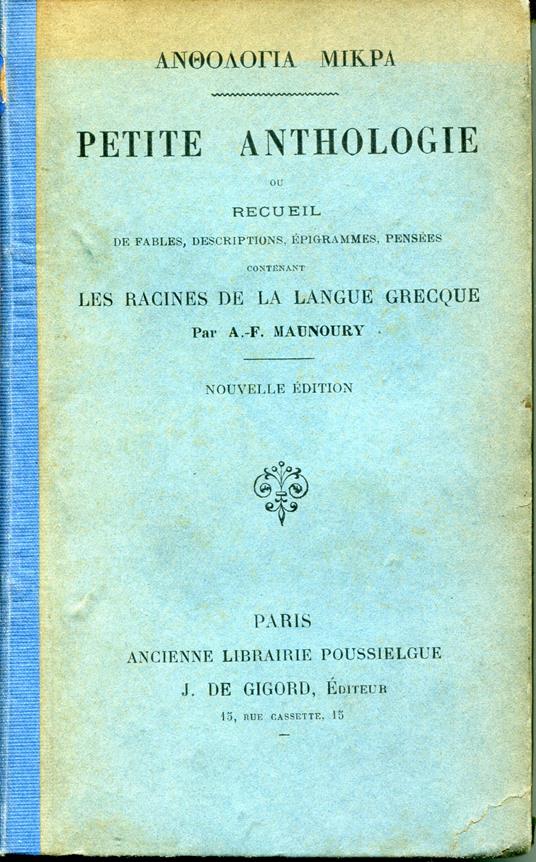 ΑΝΘΟΛΟΓΙΑ ΜΙΚΡΑ
PETITE ANTHOLOGIE
OU
RECUEIL
DE FABLES, DESCRIPTIONS, ÉPIGRAMMES, PENSÉES
CONTENANT
LES RACINES DE LA LANGUE GRECQUE
Par A.-F. MAUNOURY
NOUVELLE ÉDITION
PARIS
ANCIENNE LIBRAIRIE POUSSIELGUE
J. DE GIGORD, ÉDITEUR
15, RUE CASSETTE, 15